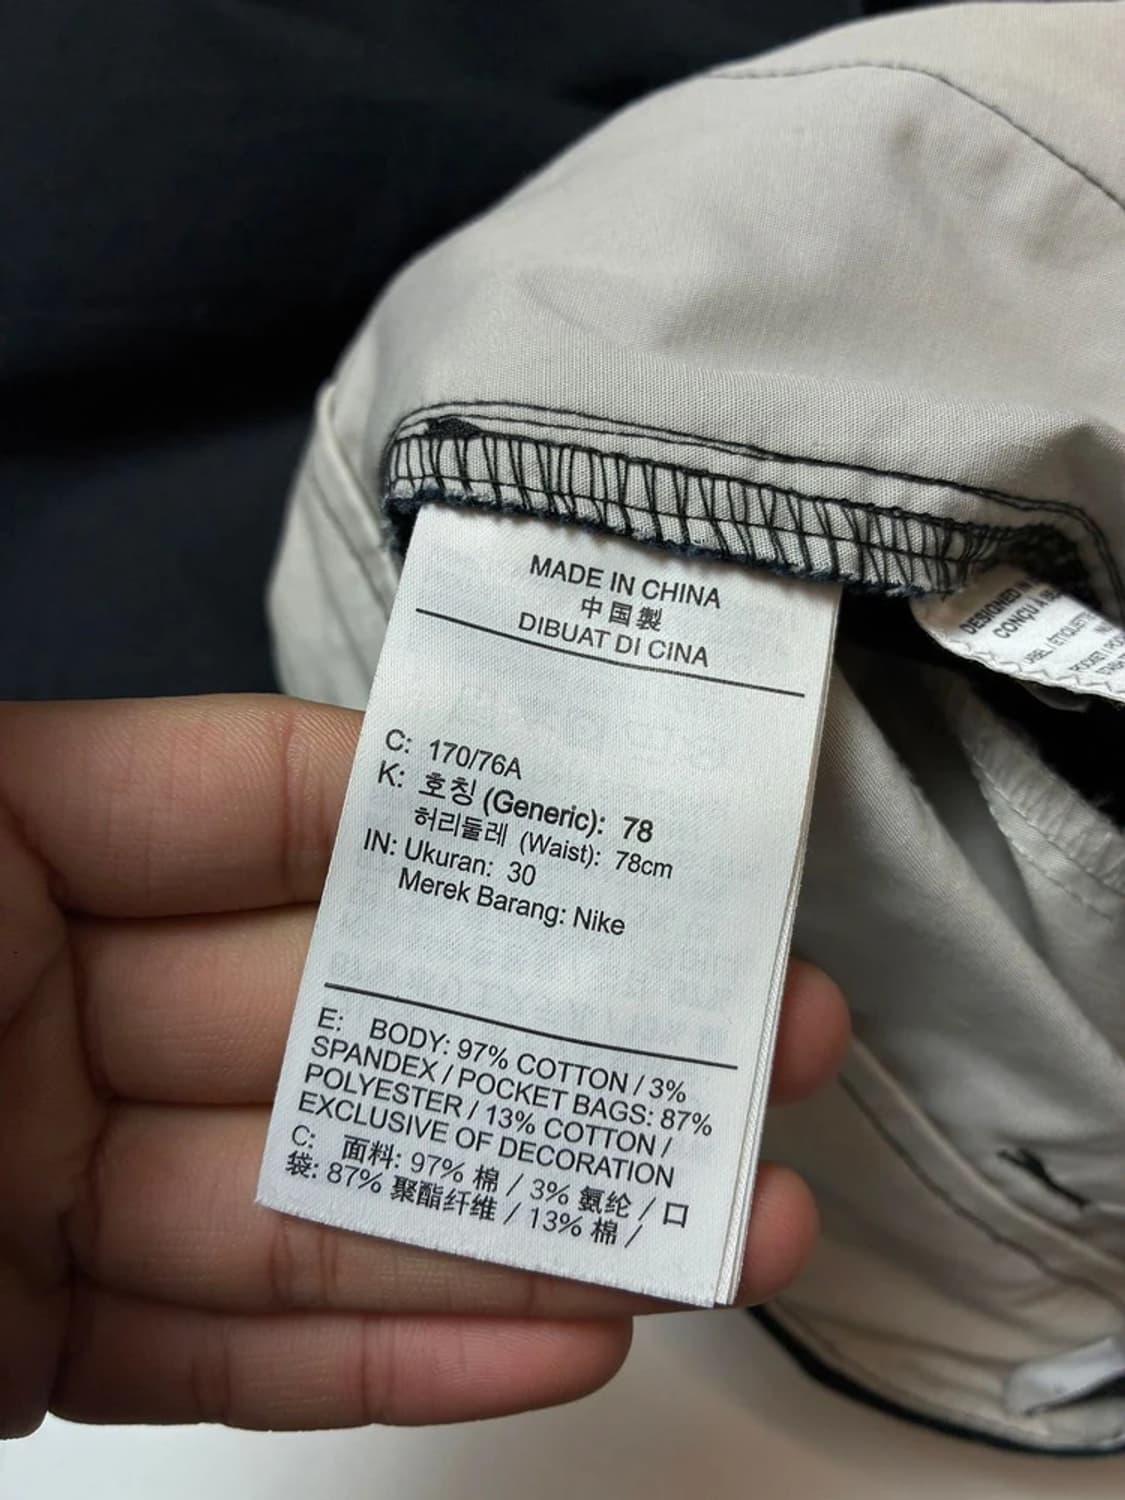 MADE IN CHINA
中国製
DIBUAT DI CINA
C: 170/76A
K: 호칭 (Generic): 78
허리둘레 (Waist): 78cm
IN: Ukuran: 30
Merek Barang: Nike
E: BODY: 97% COTTON / 3%
SPANDEX / POCKET BAGS: 87%
POLYESTER / 13% COTTON /
EXCLUSIVE OF DECORATION
C: 面料: 97% 棉 / 3% 氨纶 / 口
袋: 87% 聚酯纤维 / 13% 棉 /
DESIGNED
CONÇU À